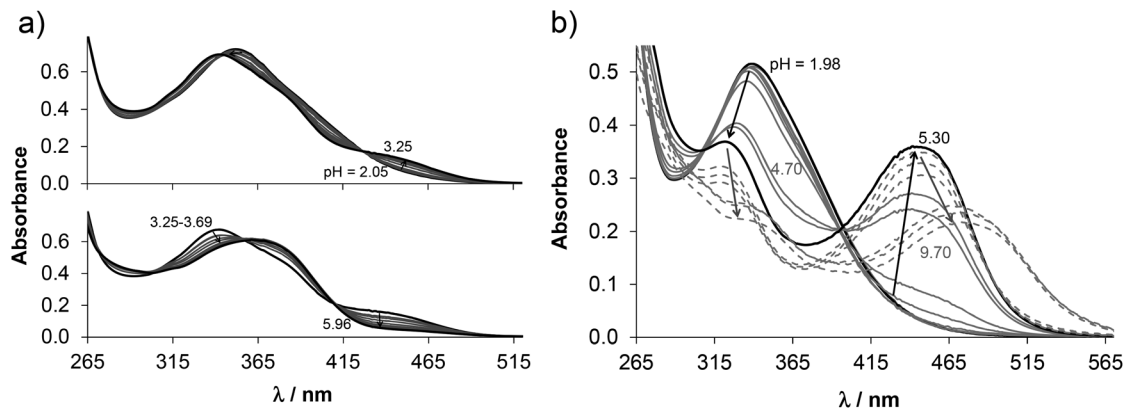 a)
0.6
0.4
0.2
0.0
3.25
pH = 2.05
0.6
0.4
0.2
0.0
3.25-3.69
5.96
265 315 365 415 465 515
λ / nm
Absorbance
b)
0.5
0.4
0.3
0.2
0.1
0.0
pH = 1.98
5.30
4.70
9.70
265 315 365 415 465 515 565
λ / nm
Absorbance